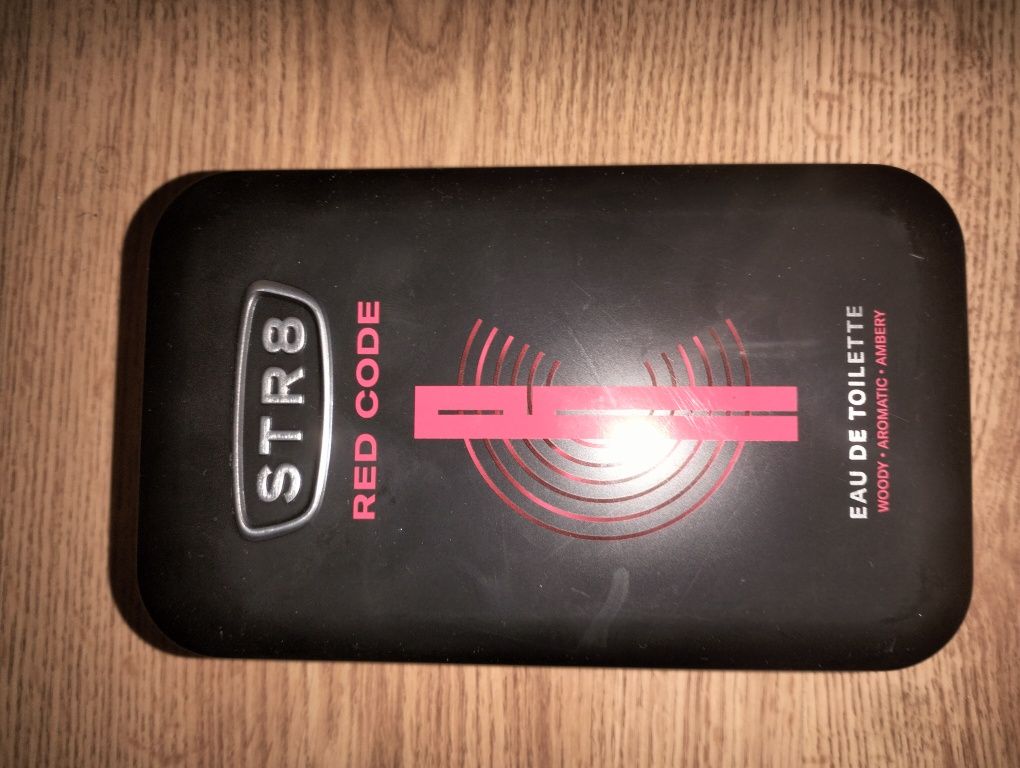 STR8
RED CODE
EAU DE TOILETTE
WOODY • AROMATIC • AMBERY